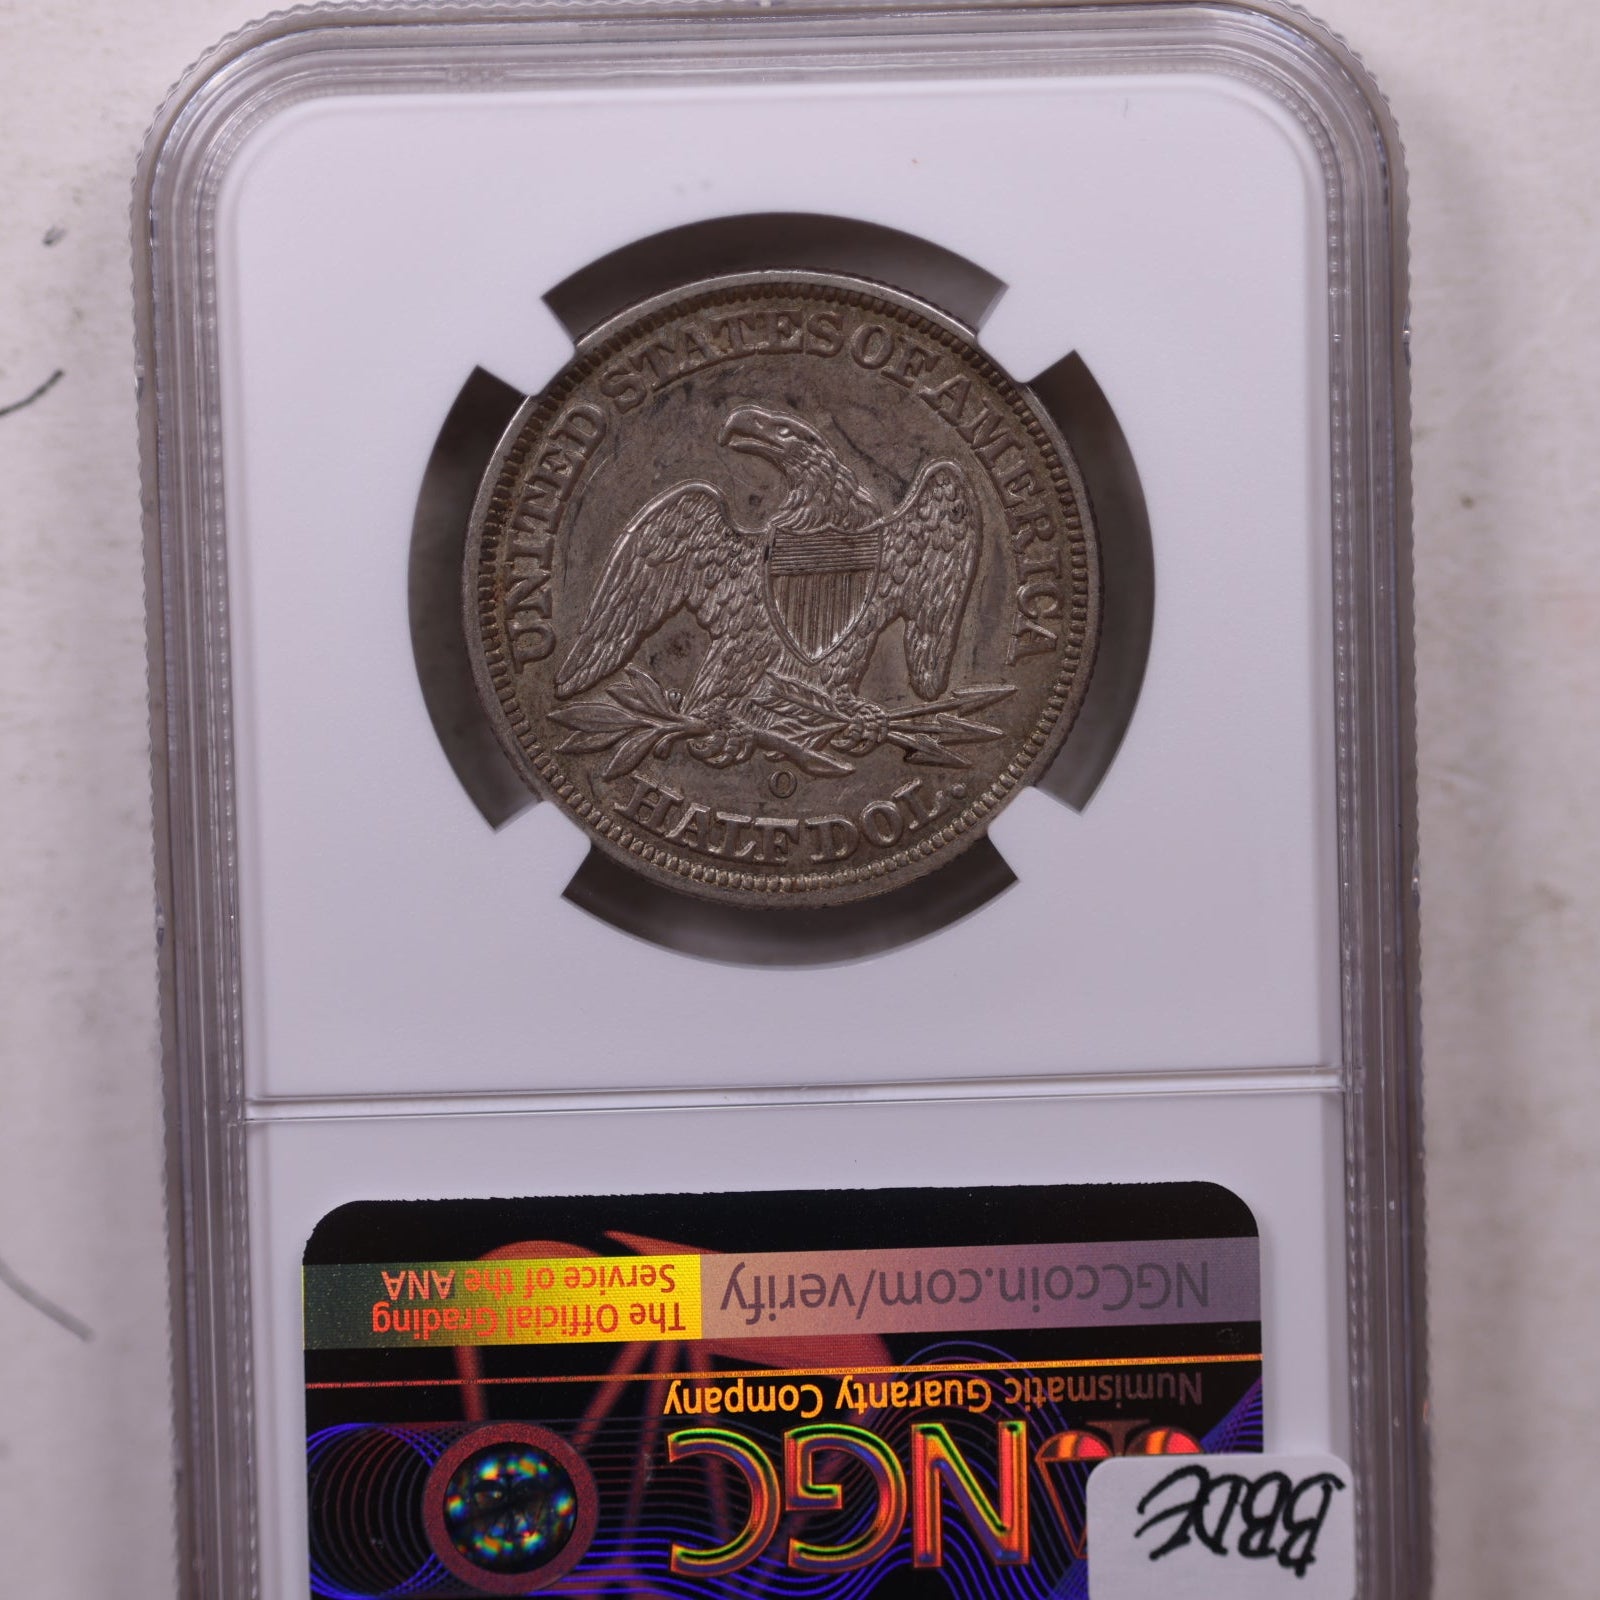 UNITED STATES OF AMERICA
O
HALF DOL.
NGCcoin.com/verify
The Official Grading
Service of the ANA
Numismatic Guaranty Company
NGC
BBDE